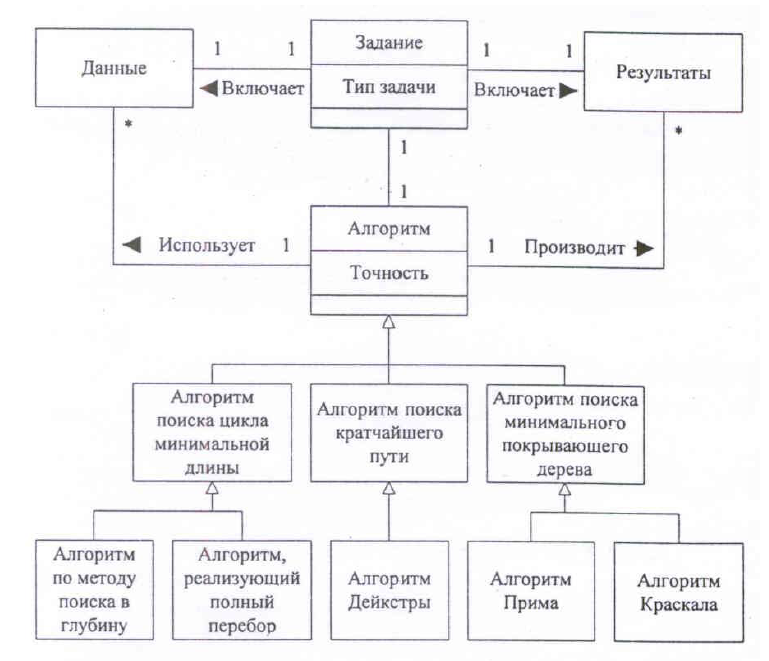 Данные
1
1
Задание
Тип задачи
1
1
Результаты
Включает
Включает
*
*
1
1
Использует
1
Алгоритм
Точность
1
Производит
Алгоритм
поиска цикла
минимальной
длины
Алгоритм поиска
кратчайшего
пути
Алгоритм поиска
минимального
покрывающего
дерева
Алгоритм
по методу
поиска в
глубину
Алгоритм,
реализующий
полный
перебор
Алгоритм
Дейкстры
Алгоритм
Прима
Алгоритм
Краскала